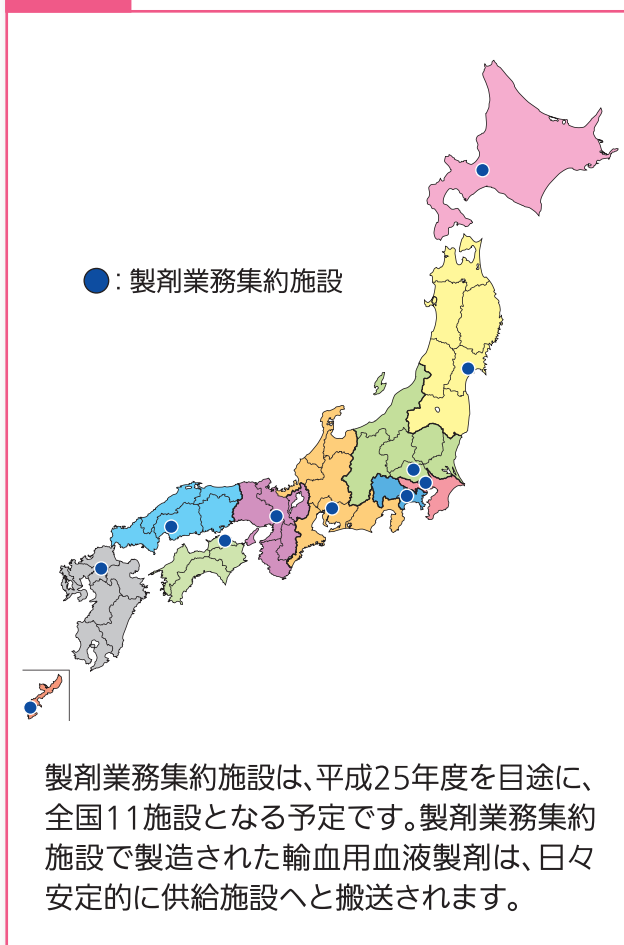 ●：製剤業務集約施設
製剤業務集約施設は、平成25年度を目途に、
全国11施設となる予定です。製剤業務集約
施設で製造された輸血用血液製剤は、日々
安定的に供給施設へと搬送されます。